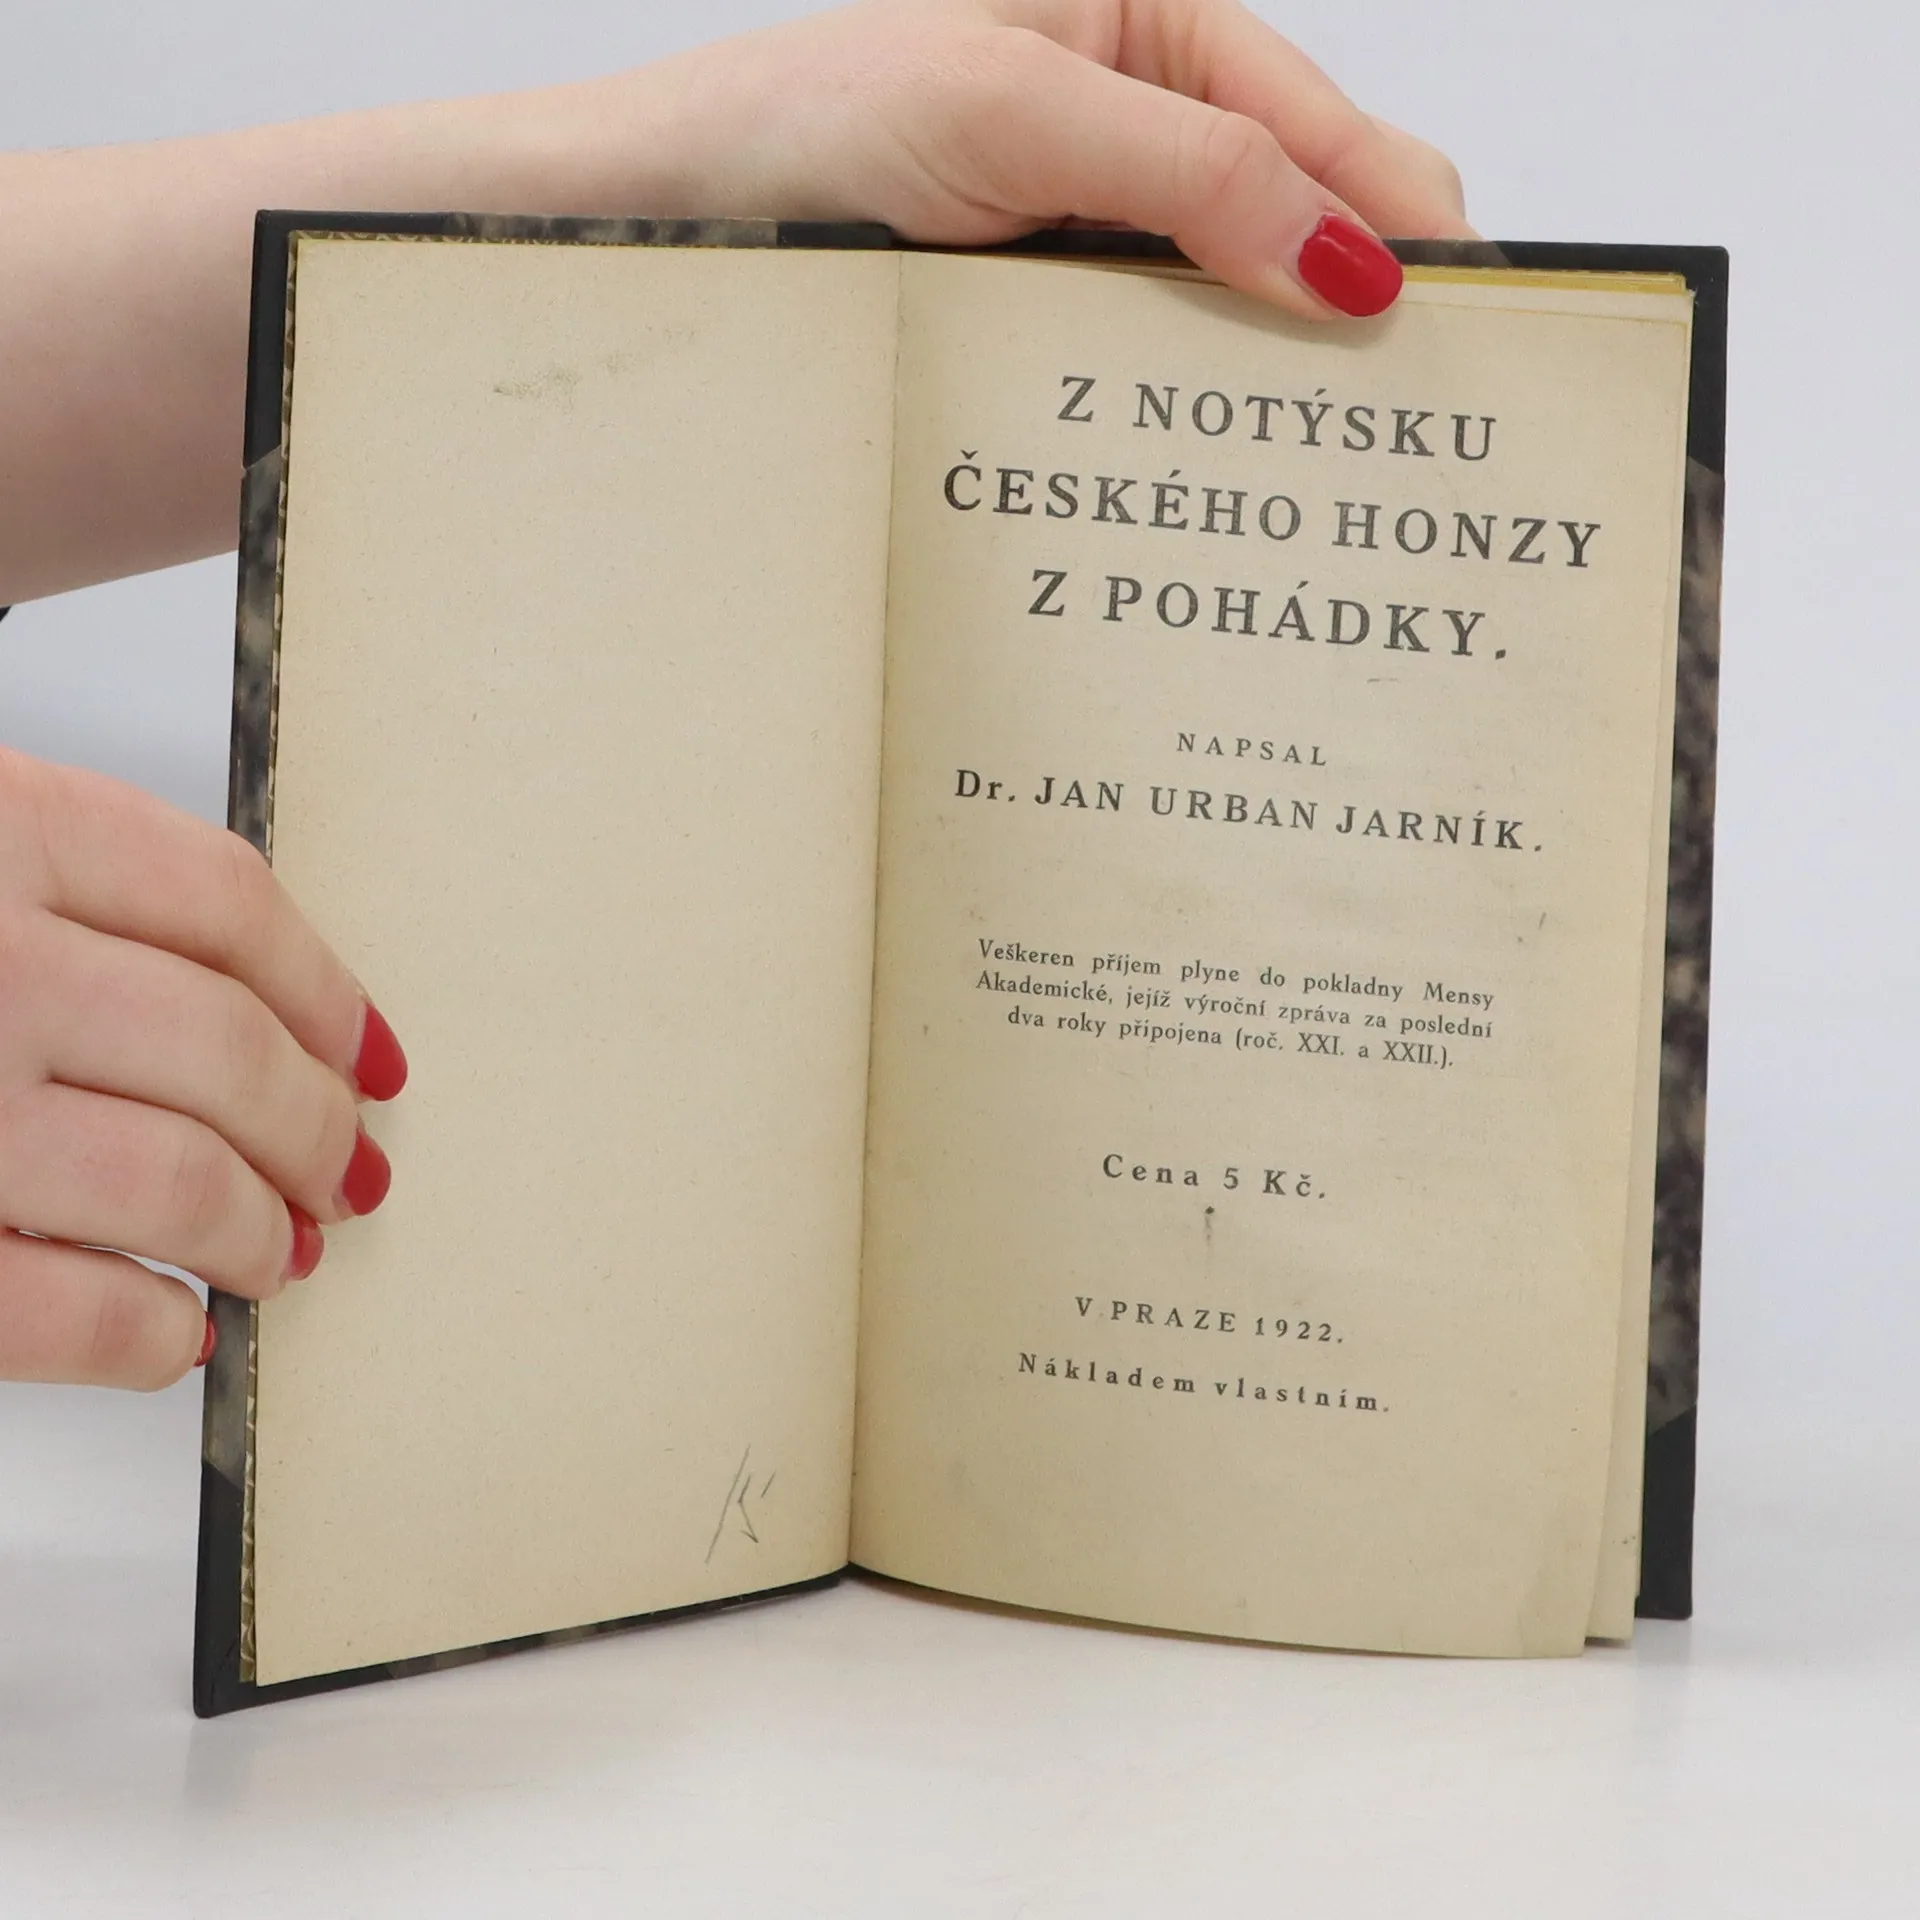 Z NOTÝSKU
ČESKÉHO HONZY
Z POHÁDKY.
NAPSAL
Dr. JAN URBAN JARNÍK.
Veškeren příjem plyne do pokladny Mensy
Akademické, jejíž výroční zpráva za poslední
dva roky připojena (roč. XXI. a XXII.).
Cena 5 Kč.
V PRAZE 1922.
Nákladem vlastním.